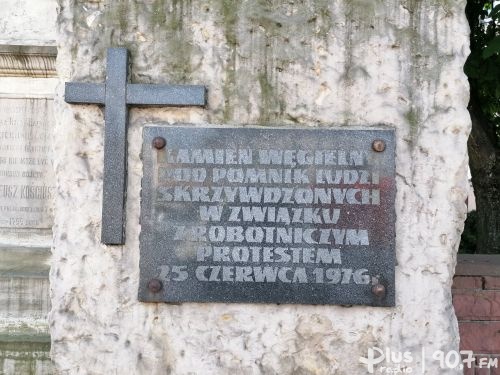 KAMIEŃ WĘGIELNY
POD POMNIK LUDZI
SKRZYWDZONYCH
W ZWIĄZKU
Z ROBOTNICZYM
PROTESTEM
25 CZERWCA 1976 r.
Plus radio 90.7 FM